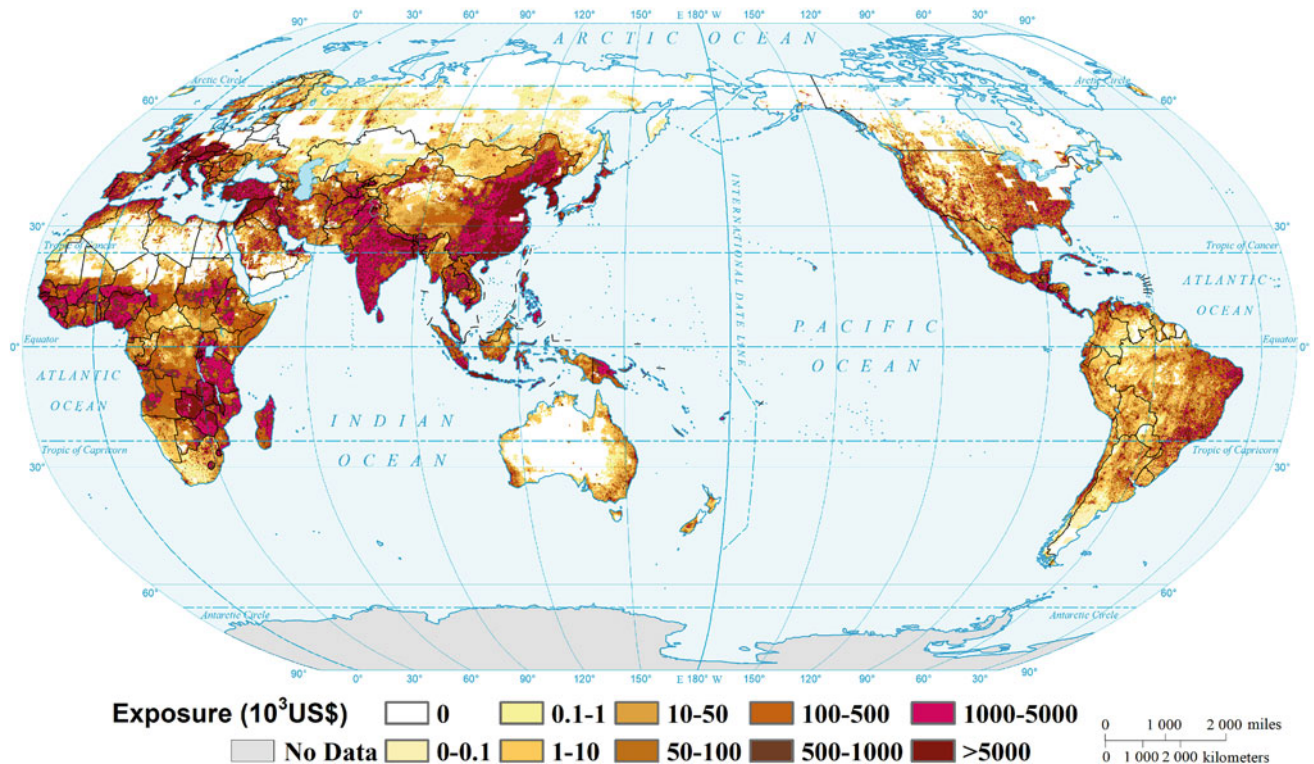 90° 0° 30° 60° 90° 120° 150° E 180° W 150° 120° 90° 60° 30° 0° 90°
ARCTIC OCEAN
Arctic Circle Arctic Circle
60° 60°
30° 30°
Tropic of Cancer Tropic of Cancer
ATLANTIC
OCEAN
INTERNATIONAL DATE LINE
PACIFIC
OCEAN
0° Equator Equator 0°
ATLANTIC
OCEAN
INDIAN
OCEAN
Tropic of Capricorn Tropic of Capricorn
30° 30°
60° 60°
Antarctic Circle Antarctic Circle
90° 0° 30° 60° 90° 120° 150° E 180° W 150° 120° 90° 60° 30° 0° 90°
Exposure (10³US$) 0 0.1-1 10-50 100-500 1000-5000
No Data 0-0.1 1-10 50-100 500-1000 >5000
0 1 000 2 000 miles
0 1 000 2 000 kilometers